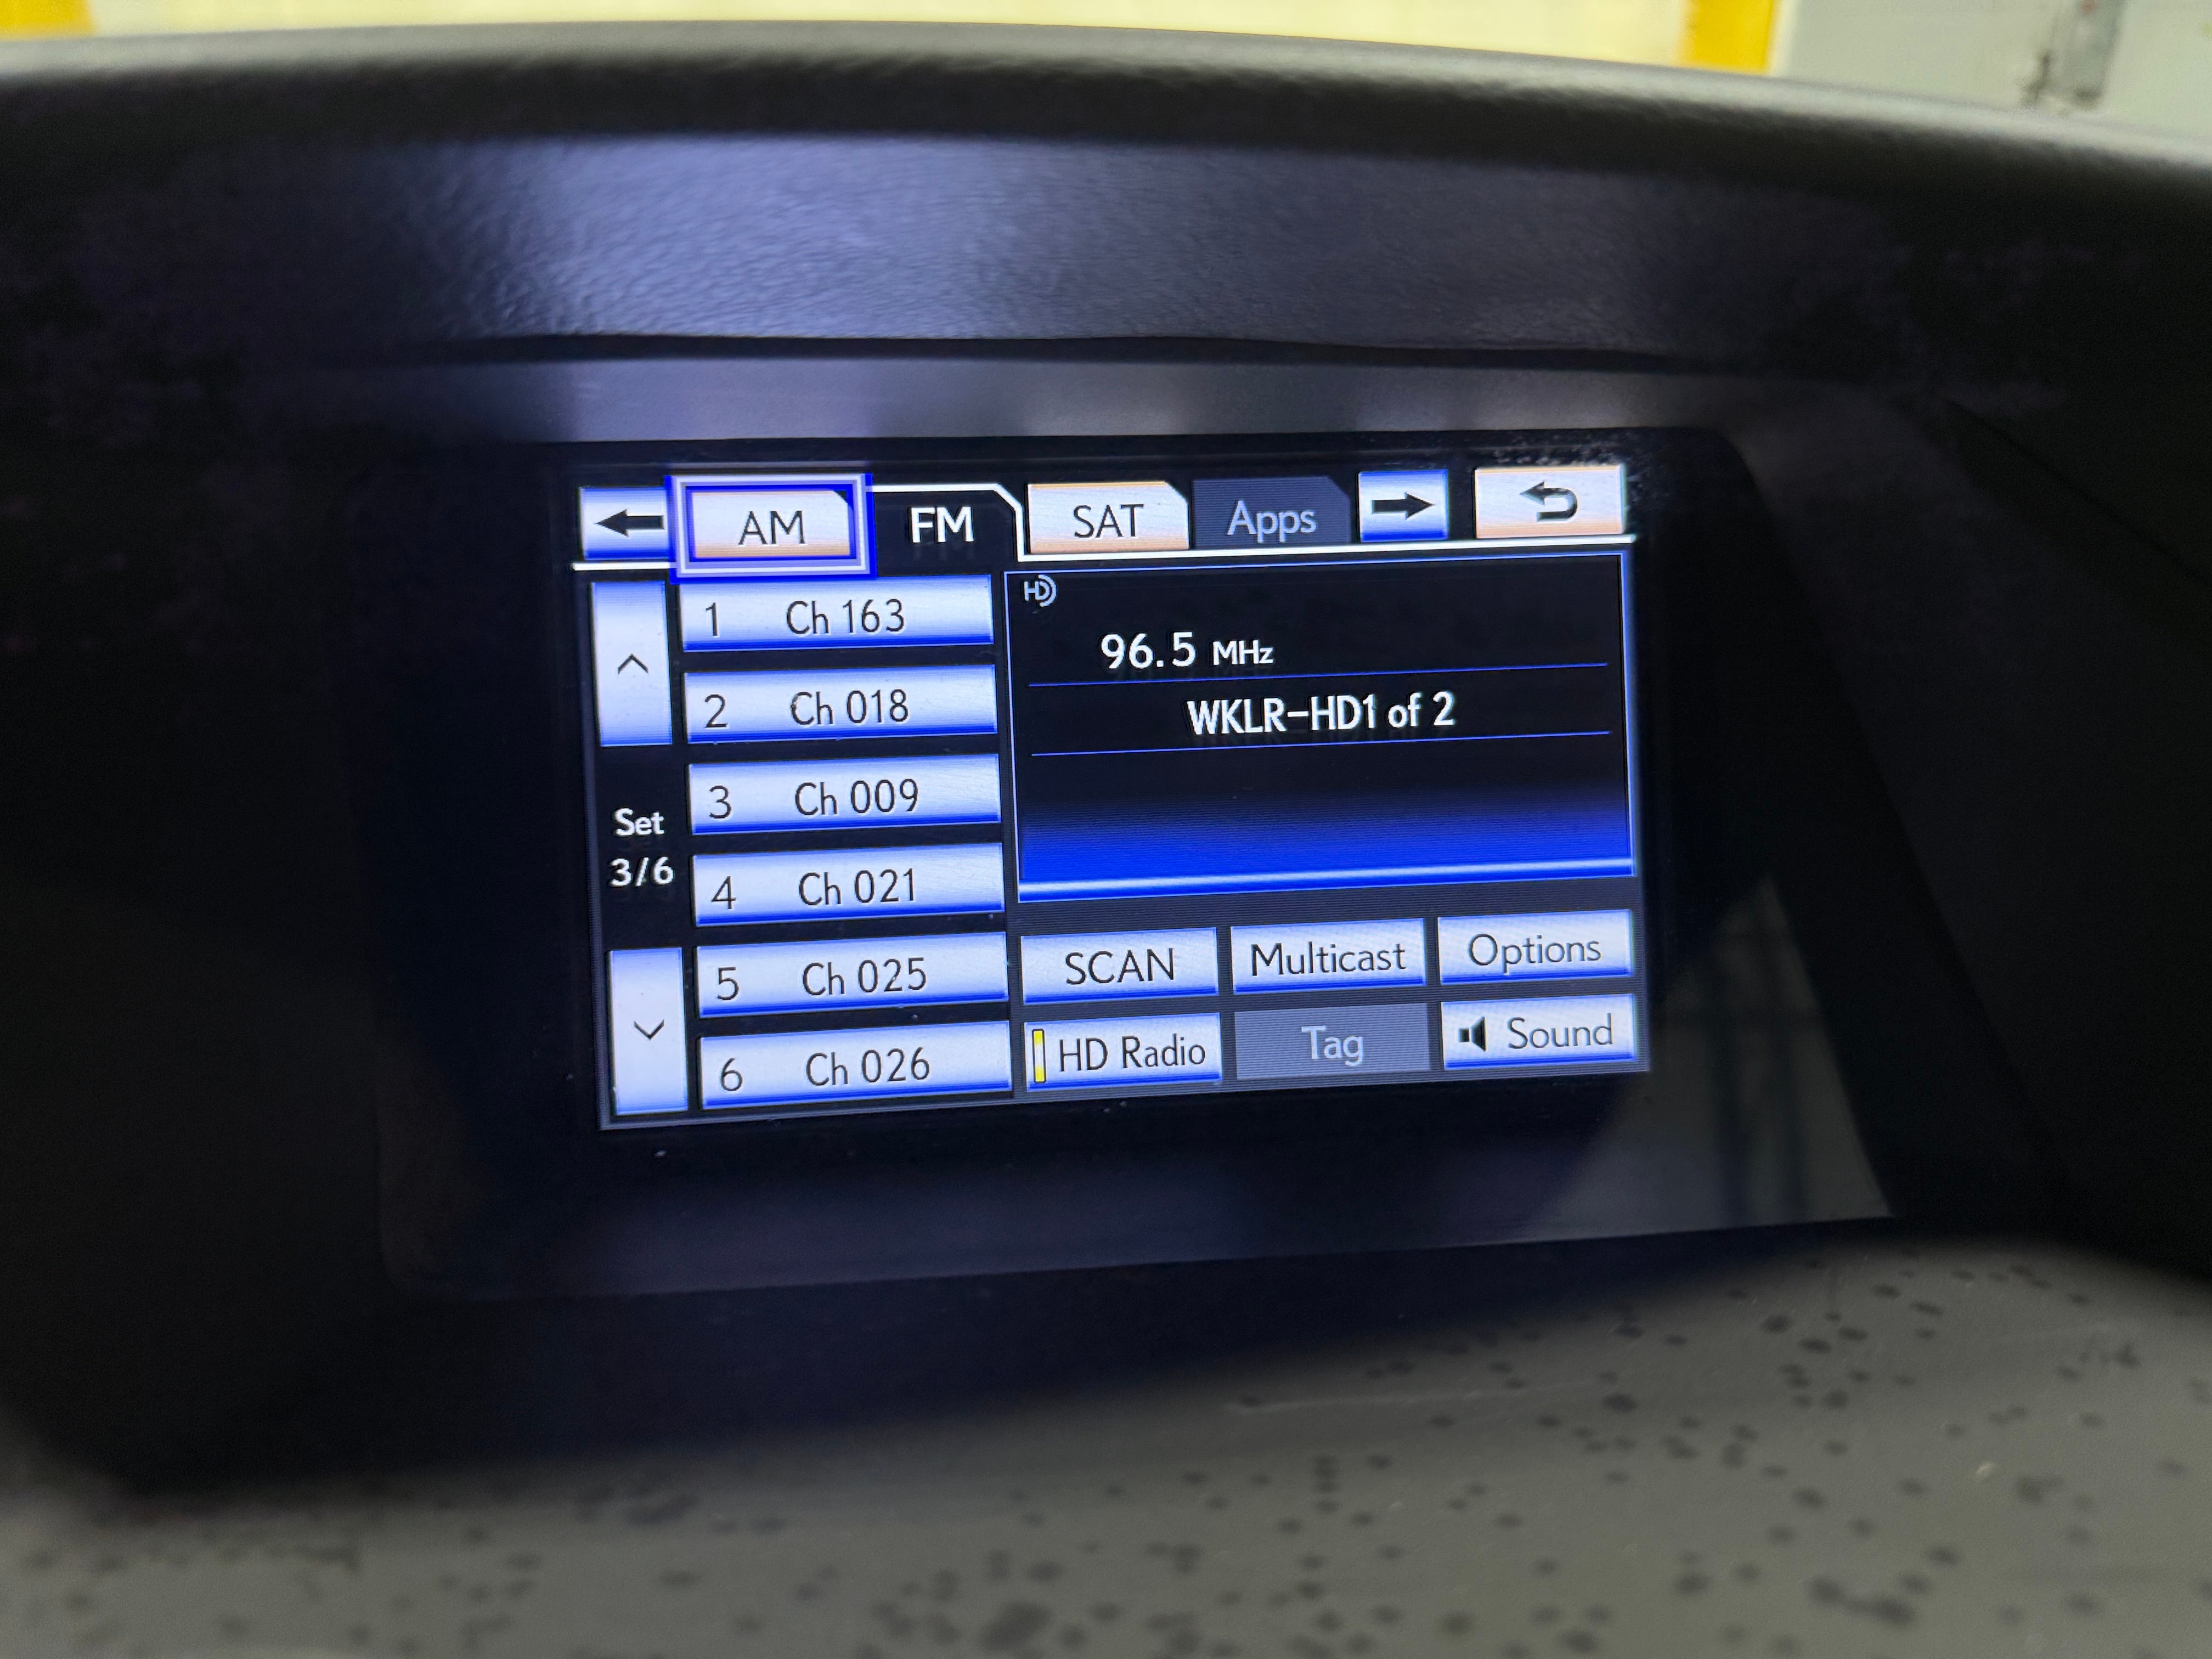 AM FM SAT Apps
1 Ch 163
2 Ch 018
3 Ch 009
4 Ch 021
5 Ch 025
6 Ch 026
Set
3/6
HD
96.5 MHz
WKLR-HD1 of 2
SCAN Multicast Options
HD Radio Tag Sound